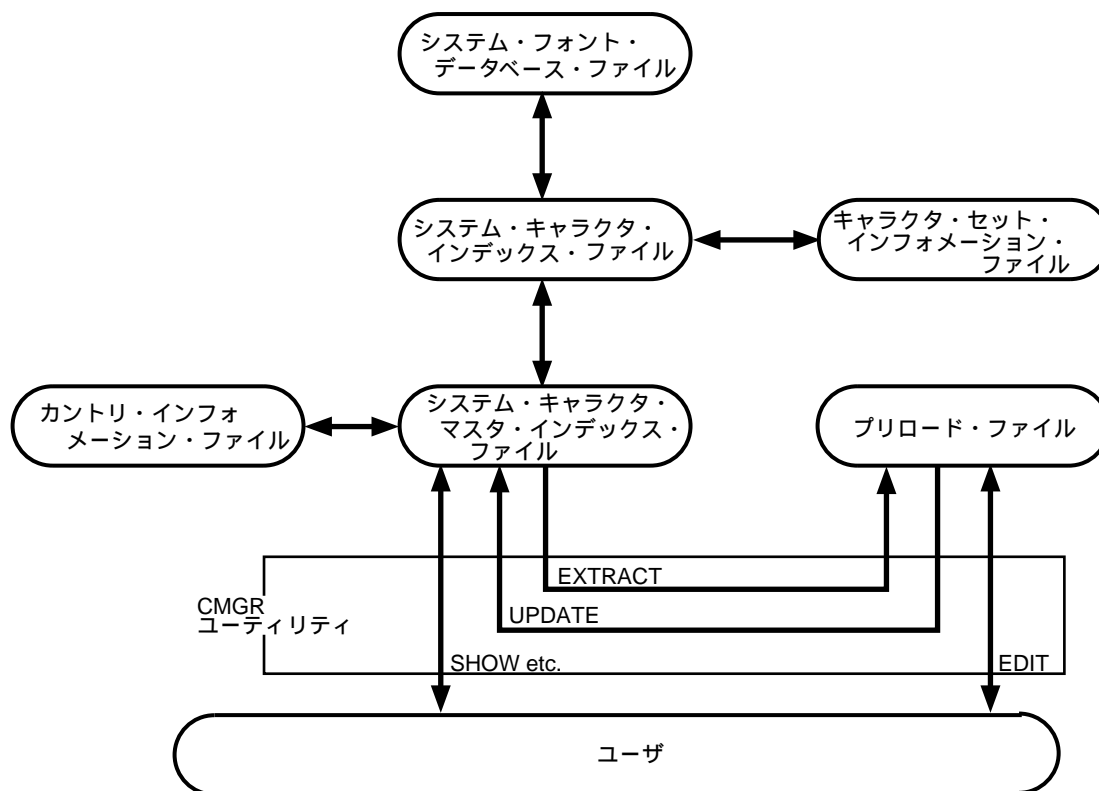 システム・フォント・
データベース・ファイル
システム・キャラクタ・
インデックス・ファイル
キャラクタ・セット・
インフォメーション・
ファイル
カントリ・インフォ
メーション・ファイル
システム・キャラクタ・
マスタ・インデックス・
ファイル
プリロード・ファイル
EXTRACT
CMGR
ユーティリティ
UPDATE
SHOW etc.
EDIT
ユーザ